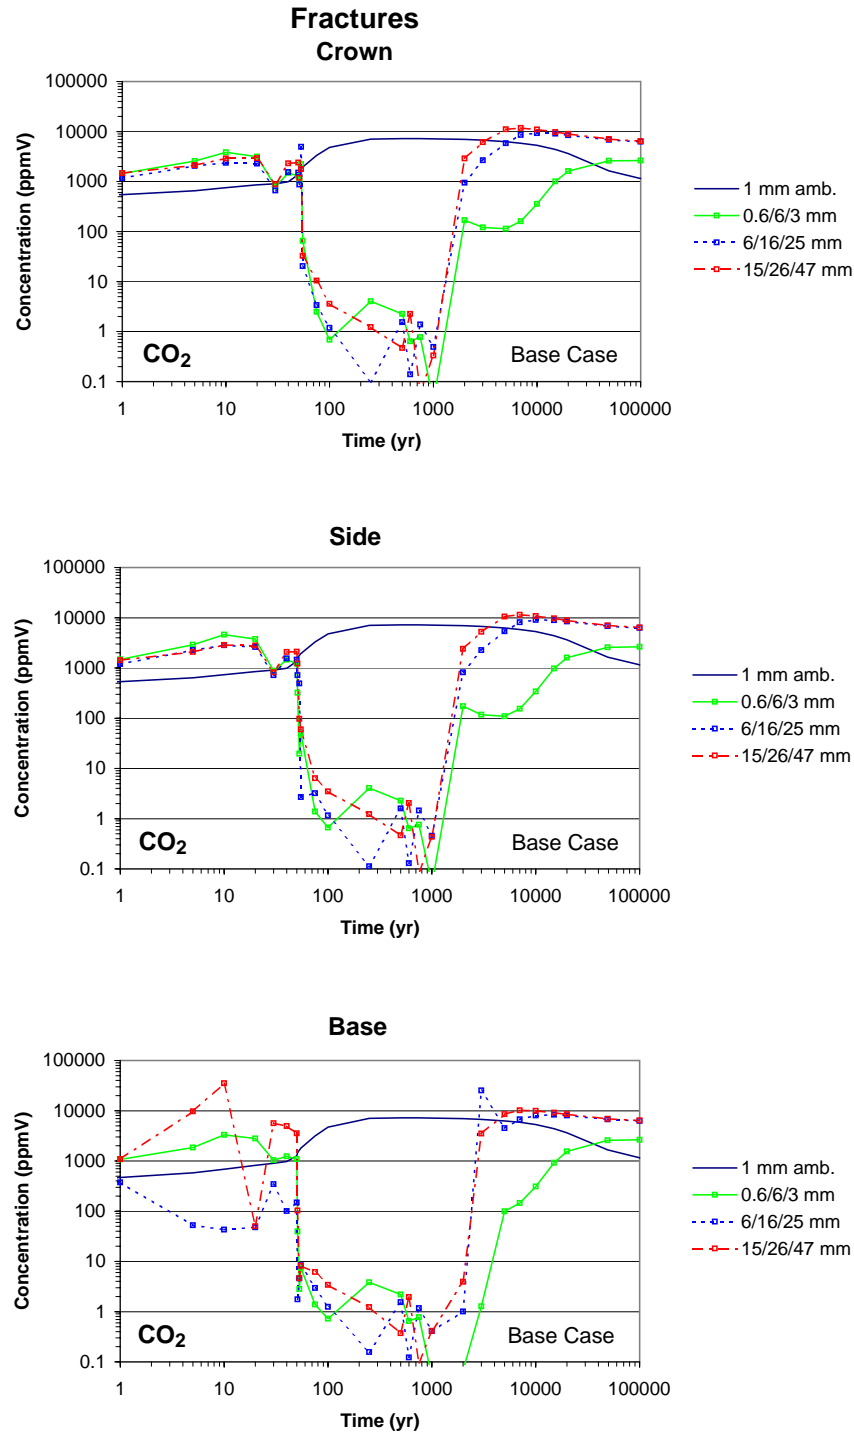 Fractures
Crown
100000
10000
1000
100
10
1
0.1
Concentration (ppmV)
CO2
Base Case
1 10 100 1000 10000 100000
Time (yr)
1 mm amb.
0.6/6/3 mm
6/16/25 mm
15/26/47 mm
Side
100000
10000
1000
100
10
1
0.1
Concentration (ppmV)
CO2
Base Case
1 10 100 1000 10000 100000
Time (yr)
1 mm amb.
0.6/6/3 mm
6/16/25 mm
15/26/47 mm
Base
100000
10000
1000
100
10
1
0.1
Concentration (ppmV)
CO2
Base Case
1 10 100 1000 10000 100000
Time (yr)
1 mm amb.
0.6/6/3 mm
6/16/25 mm
15/26/47 mm